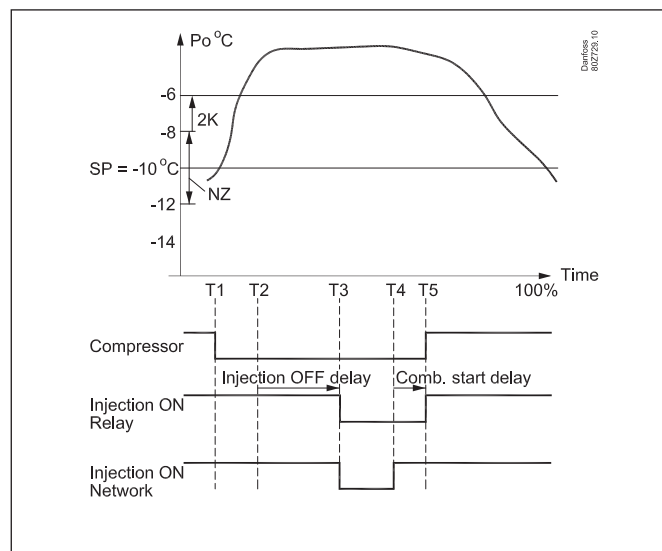 Po °C
Danfoss
80Z729.10
-6
2K
-8
SP = -10 °C
NZ
-12
-14
Time
T1 T2 T3 T4 T5 100%
Compressor
Injection OFF delay
Comb. start delay
Injection ON
Relay
Injection ON
Network